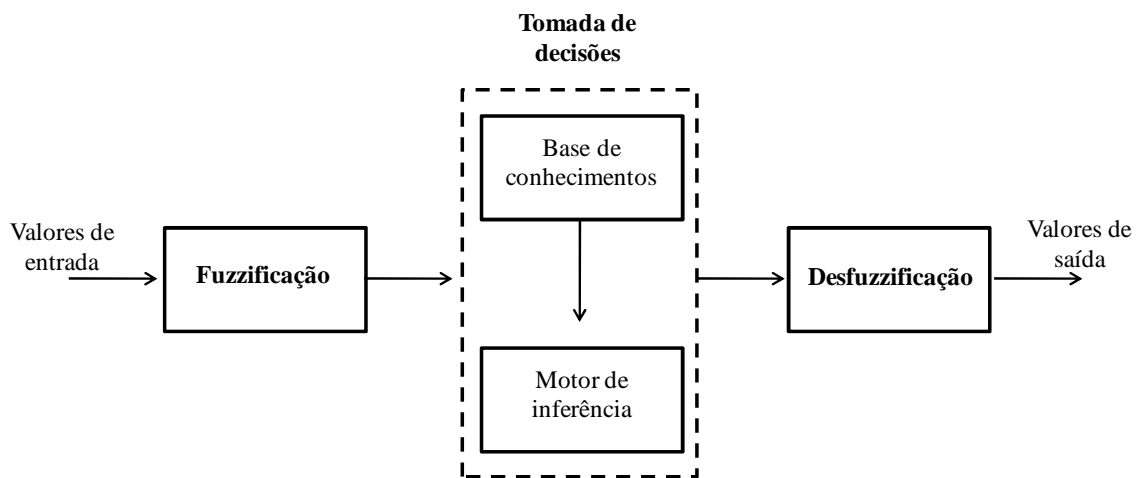 Tomada de
decisões
Base de
conhecimentos
Valores de
entrada
Fuzzificação
Motor de
inferência
Desfuzzificação
Valores de
saída